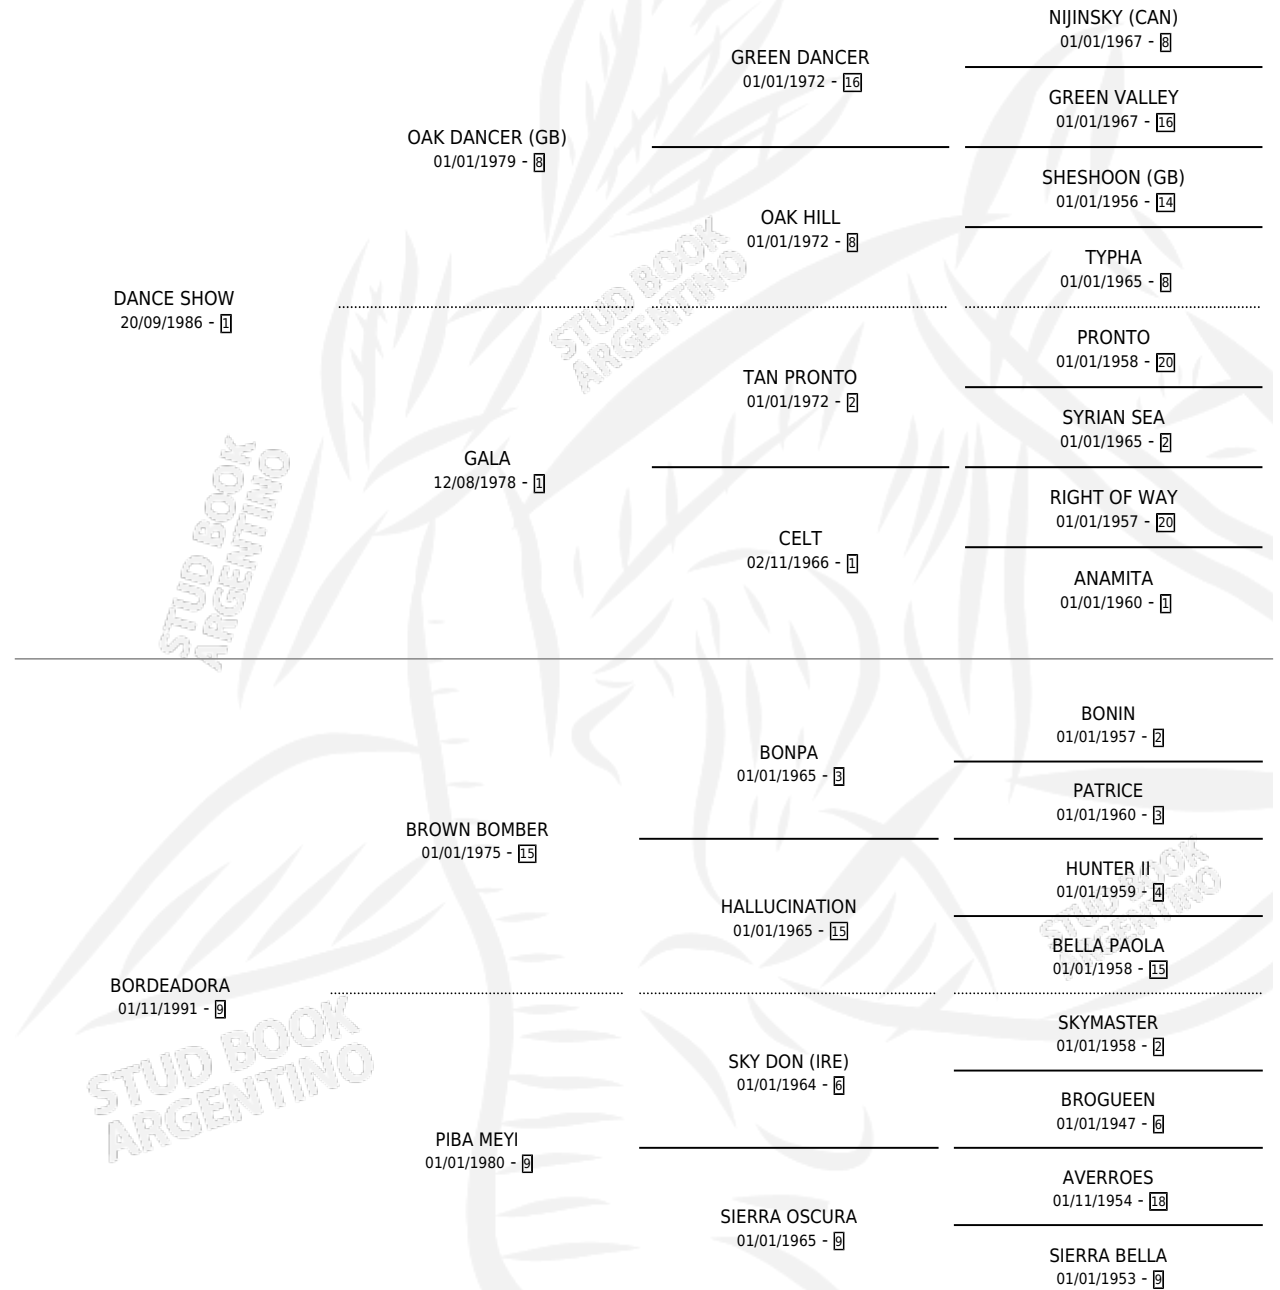 NIJINSKY (CAN)
01/01/1967 - 8
GREEN DANCER
01/01/1972 - 16
GREEN VALLEY
01/01/1967 - 16
OAK DANCER (GB)
01/01/1979 - 8
SHESHOON (GB)
01/01/1956 - 14
OAK HILL
01/01/1972 - 8
TYPHA
01/01/1965 - 8
DANCE SHOW
20/09/1986 - 1
PRONTO
01/01/1958 - 20
TAN PRONTO
01/01/1972 - 2
SYRIAN SEA
01/01/1965 - 2
GALA
12/08/1978 - 1
RIGHT OF WAY
01/01/1957 - 20
CELT
02/11/1966 - 1
ANAMITA
01/01/1960 - 1
STUD BOOK
ARGENTINO
STUD BOOK
ARGENTINO
BONIN
01/01/1957 - 2
BONPA
01/01/1965 - 3
PATRICE
01/01/1960 - 3
BROWN BOMBER
01/01/1975 - 15
HUNTER II
01/01/1959 - 4
HALLUCINATION
01/01/1965 - 15
BELLA PAOLA
01/01/1958 - 15
BORDEADORA
01/11/1991 - 9
SKYMASTER
01/01/1958 - 2
SKY DON (IRE)
01/01/1964 - 6
BROGUEEN
01/01/1947 - 6
PIBA MEYI
01/01/1980 - 9
AVERROES
01/11/1954 - 18
SIERRA OSCURA
01/01/1965 - 9
SIERRA BELLA
01/01/1953 - 9
STUD BOOK
ARGENTINO
STUD BOOK
ARGENTINO